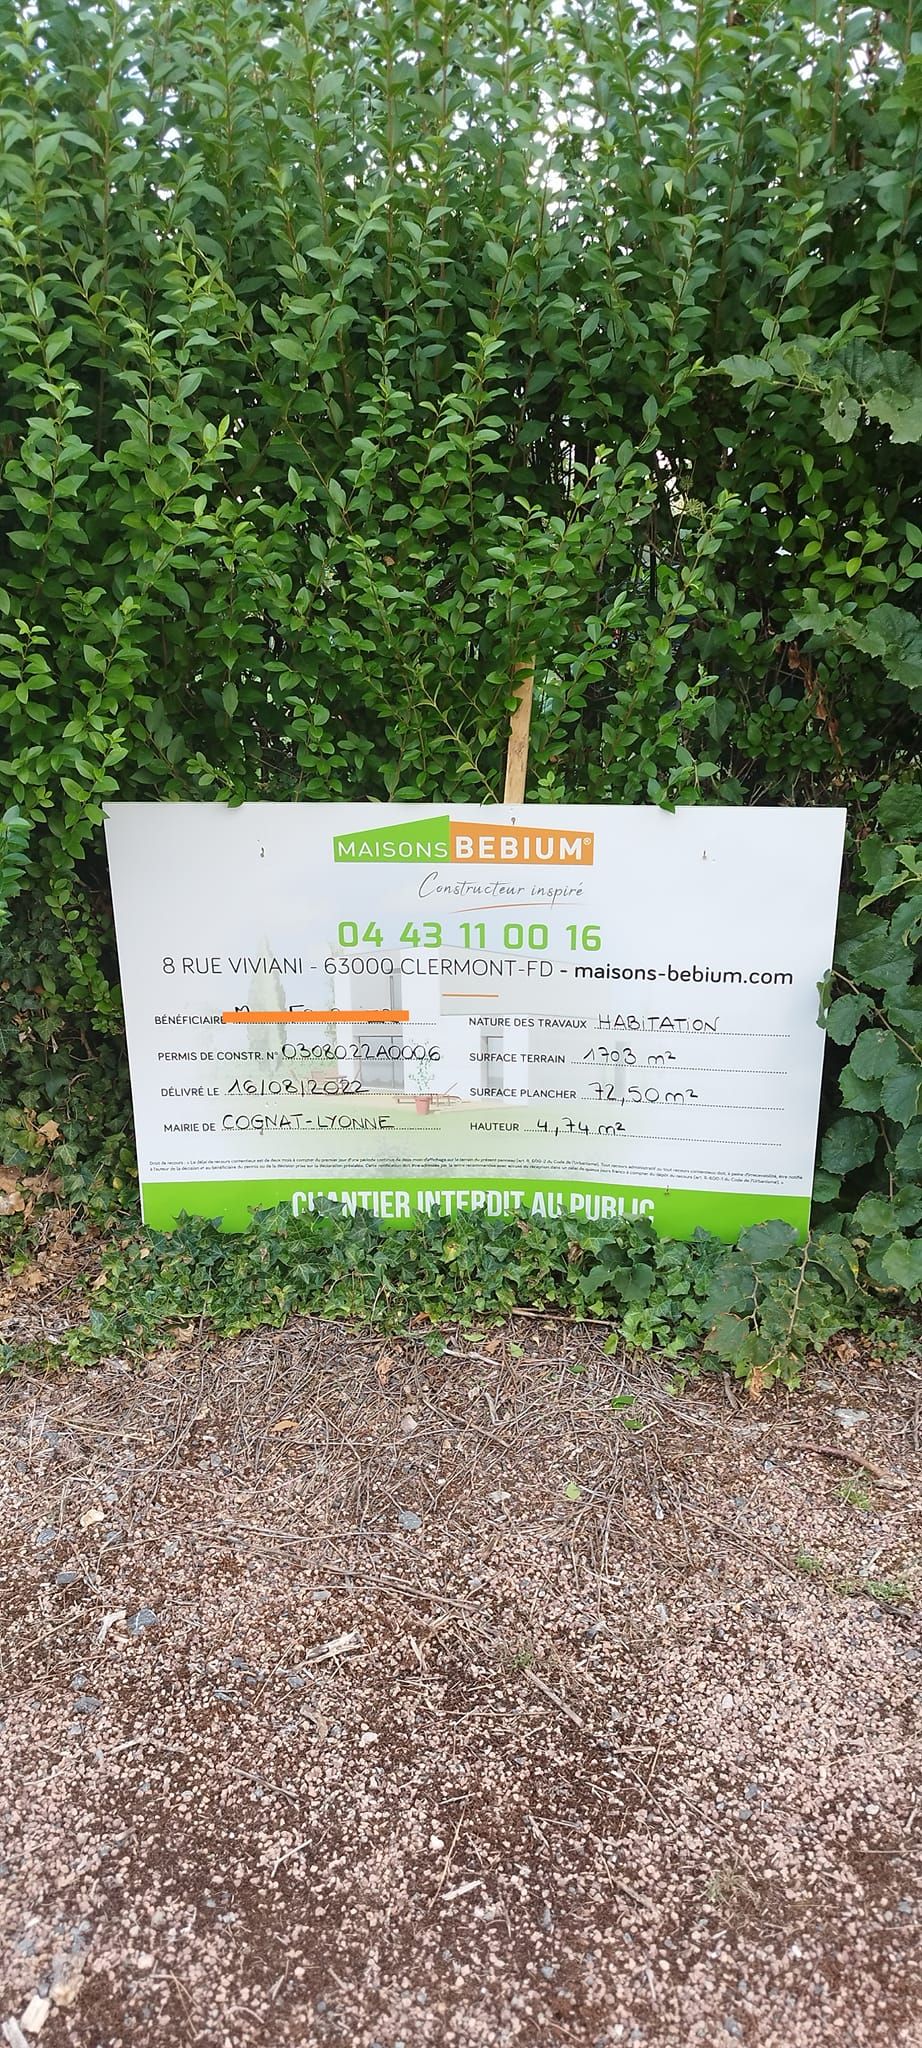 MAISONS BEBIUM®
Constructeur inspiré
04 43 11 00 16
8 RUE VIVIANI - 63000 CLERMONT-FD - maisons-bebium.com
BÉNÉFICIAIRE
NATURE DES TRAVAUX HABITATION
PERMIS DE CONSTR. N° 0308022A0006
SURFACE TERRAIN 1703 m²
DÉLIVRÉ LE 16/08/2022
SURFACE PLANCHER 72,50 m²
MAIRIE DE COGNAT-LYONNE
HAUTEUR 4,74 m²
CHANTIER INTERDIT AU PUBLIC